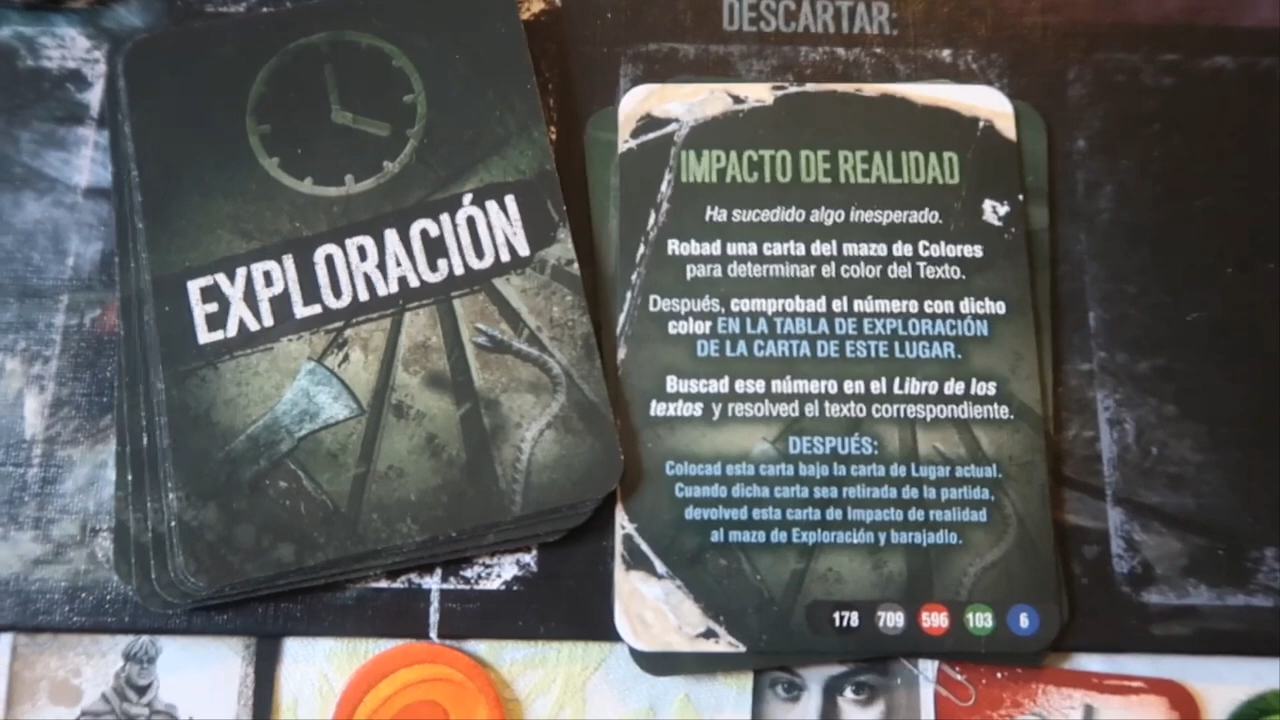 DESCARTAR:
EXPLORACIÓN
IMPACTO DE REALIDAD
Ha sucedido algo inesperado.
Robad una carta del mazo de Colores
para determinar el color del Texto.
Después, comprobad el número con dicho
color EN LA TABLA DE EXPLORACIÓN
DE LA CARTA DE ESTE LUGAR.
Buscad ese número en el Libro de los
textos y resolved el texto correspondiente.
DESPUÉS:
Colocad esta carta bajo la carta de Lugar actual.
Cuando dicha carta sea retirada de la partida,
devolved esta carta de Impacto de realidad
al mazo de Exploración y barajadlo.
178 709 596 103 6